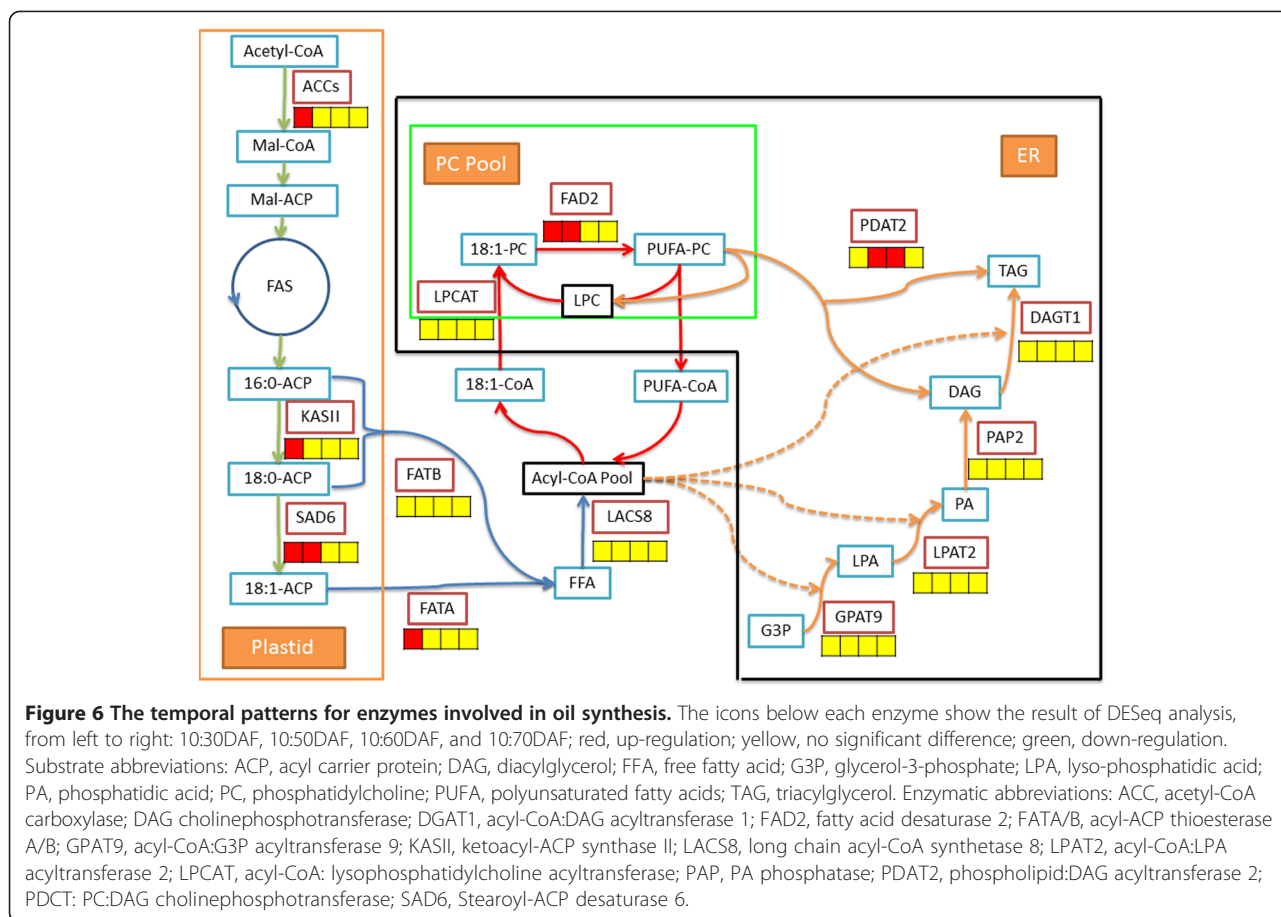 Acetyl-CoA
ACCs
Mal-CoA
Mal-ACP
FAS
16:0-ACP
KASII
18:0-ACP
SAD6
18:1-ACP
Plastid
FATB
FATA
FFA
LACS8
Acyl-CoA Pool
18:1-CoA
PUFA-CoA
PC Pool
FAD2
18:1-PC
PUFA-PC
LPCAT
LPC
ER
PDAT2
TAG
DAGT1
DAG
PAP2
PA
LPAT2
LPA
GPAT9
G3P
Figure 6 The temporal patterns for enzymes involved in oil synthesis. The icons below each enzyme show the result of DESeq analysis,
from left to right: 10:30DAF, 10:50DAF, 10:60DAF, and 10:70DAF; red, up-regulation; yellow, no significant difference; green, down-regulation.
Substrate abbreviations: ACP, acyl carrier protein; DAG, diacylglycerol; FFA, free fatty acid; G3P, glycerol-3-phosphate; LPA, lyso-phosphatidic acid;
PA, phosphatidic acid; PC, phosphatidylcholine; PUFA, polyunsaturated fatty acids; TAG, triacylglycerol. Enzymatic abbreviations: ACC, acetyl-CoA
carboxylase; DAG cholinephosphotransferase; DGAT1, acyl-CoA:DAG acyltransferase 1; FAD2, fatty acid desaturase 2; FATA/B, acyl-ACP thioesterase
A/B; GPAT9, acyl-CoA:G3P acyltransferase 9; KASII, ketoacyl-ACP synthase II; LACS8, long chain acyl-CoA synthetase 8; LPAT2, acyl-CoA:LPA
acyltransferase 2; LPCAT, acyl-CoA: lysophosphatidylcholine acyltransferase; PAP, PA phosphatase; PDAT2, phospholipid:DAG acyltransferase 2;
PDCT: PC:DAG cholinephosphotransferase; SAD6, Stearoyl-ACP desaturase 6.